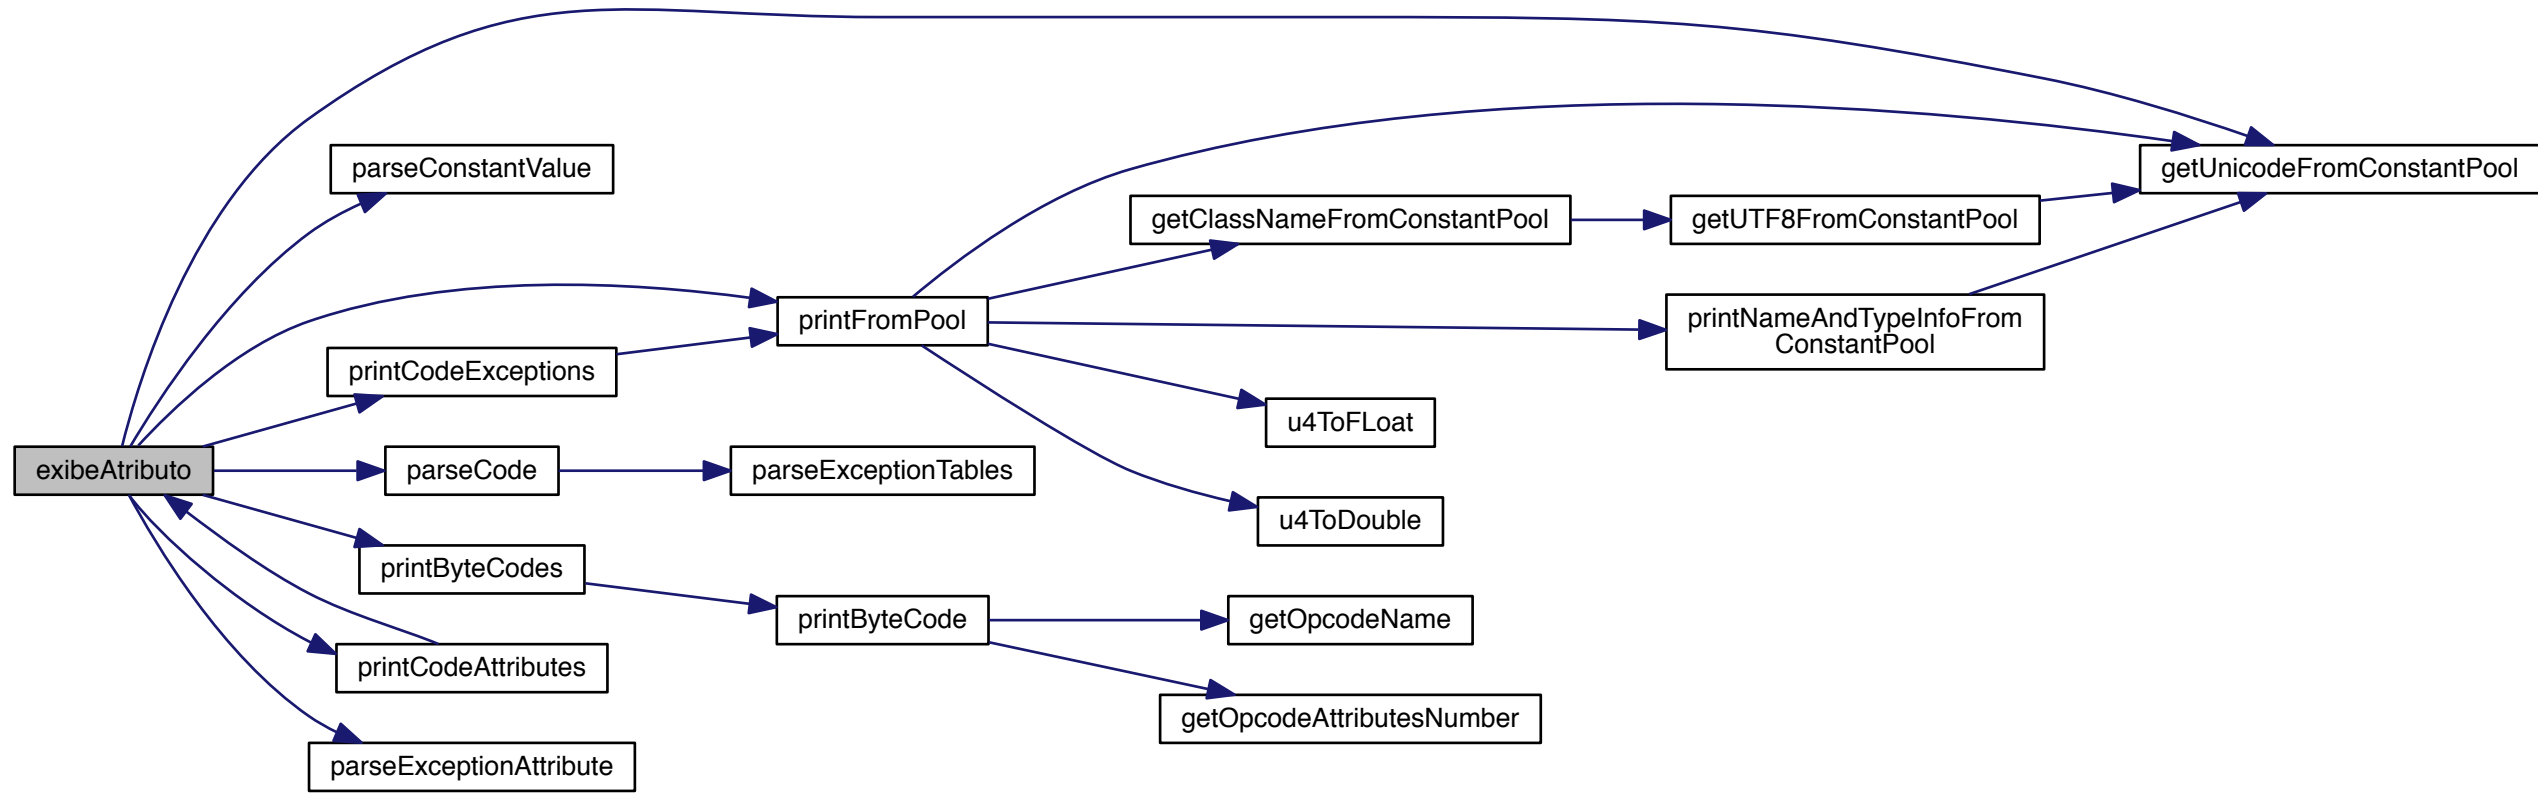 parseConstantValue
getUnicodeFromConstantPool
getClassNameFromConstantPool
getUTF8FromConstantPool
printFromPool
printNameAndTypeInfoFrom
ConstantPool
printCodeExceptions
u4ToFLoat
exibeAtributo
parseCode
parseExceptionTables
u4ToDouble
printByteCodes
printByteCode
getOpcodeName
printCodeAttributes
getOpcodeAttributesNumber
parseExceptionAttribute